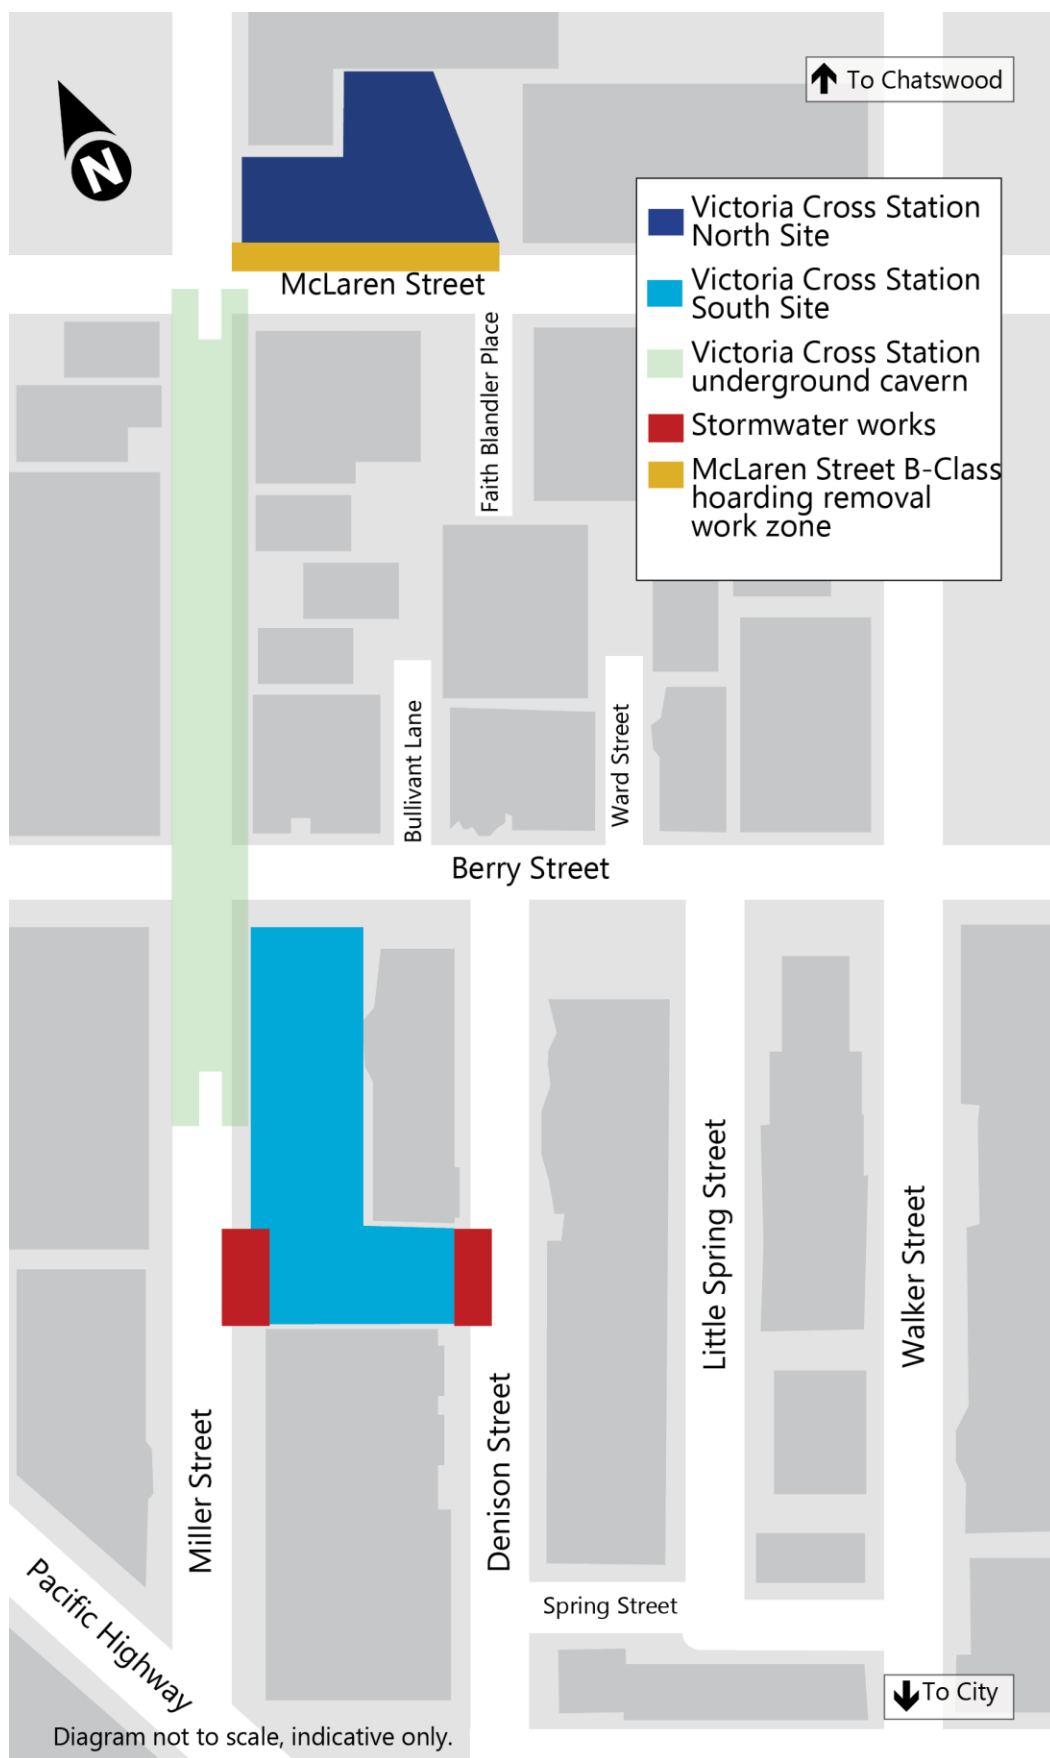 To Chatswood
N
Victoria Cross Station
North Site
Victoria Cross Station
South Site
Victoria Cross Station
underground cavern
Stormwater works
McLaren Street B-Class
hoarding removal
work zone
McLaren Street
Faith Blandler Place
Bullivant Lane
Ward Street
Berry Street
Little Spring Street
Walker Street
Miller Street
Denison Street
Spring Street
Pacific Highway
To City
Diagram not to scale, indicative only.